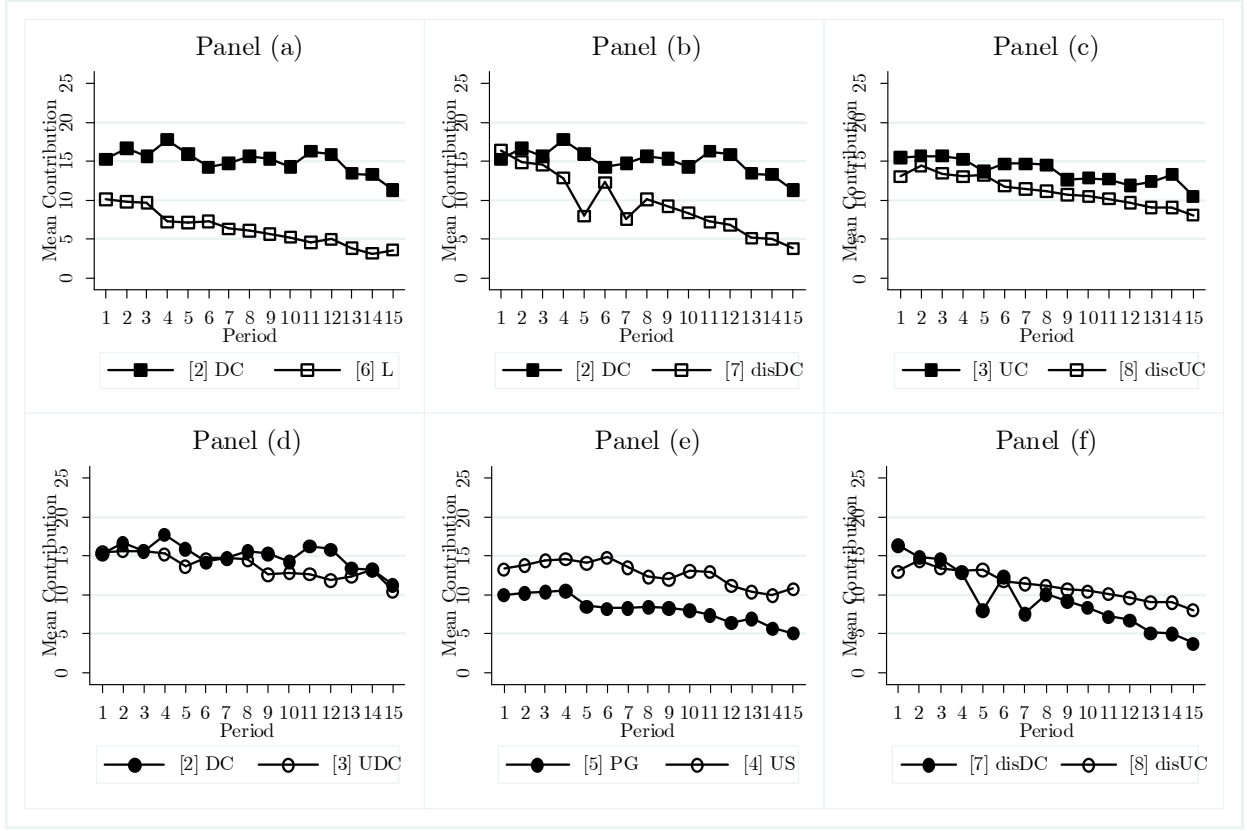 Panel (a)
Mean Contribution
25
20
15
10
5
0
1 2 3 4 5 6 7 8 9 10 11 12 13 14 15
Period
[2] DC [6] L
Panel (b)
Mean Contribution
25
20
15
10
5
0
1 2 3 4 5 6 7 8 9 10 11 12 13 14 15
Period
[2] DC [7] disDC
Panel (c)
Mean Contribution
25
20
15
10
5
0
1 2 3 4 5 6 7 8 9 10 11 12 13 14 15
Period
[3] UC [8] discUC
Panel (d)
Mean Contribution
25
20
15
10
5
0
1 2 3 4 5 6 7 8 9 10 11 12 13 14 15
Period
[2] DC [3] UDC
Panel (e)
Mean Contribution
25
20
15
10
5
0
1 2 3 4 5 6 7 8 9 10 11 12 13 14 15
Period
[5] PG [4] US
Panel (f)
Mean Contribution
25
20
15
10
5
0
1 2 3 4 5 6 7 8 9 10 11 12 13 14 15
Period
[7] disDC [8] disUC